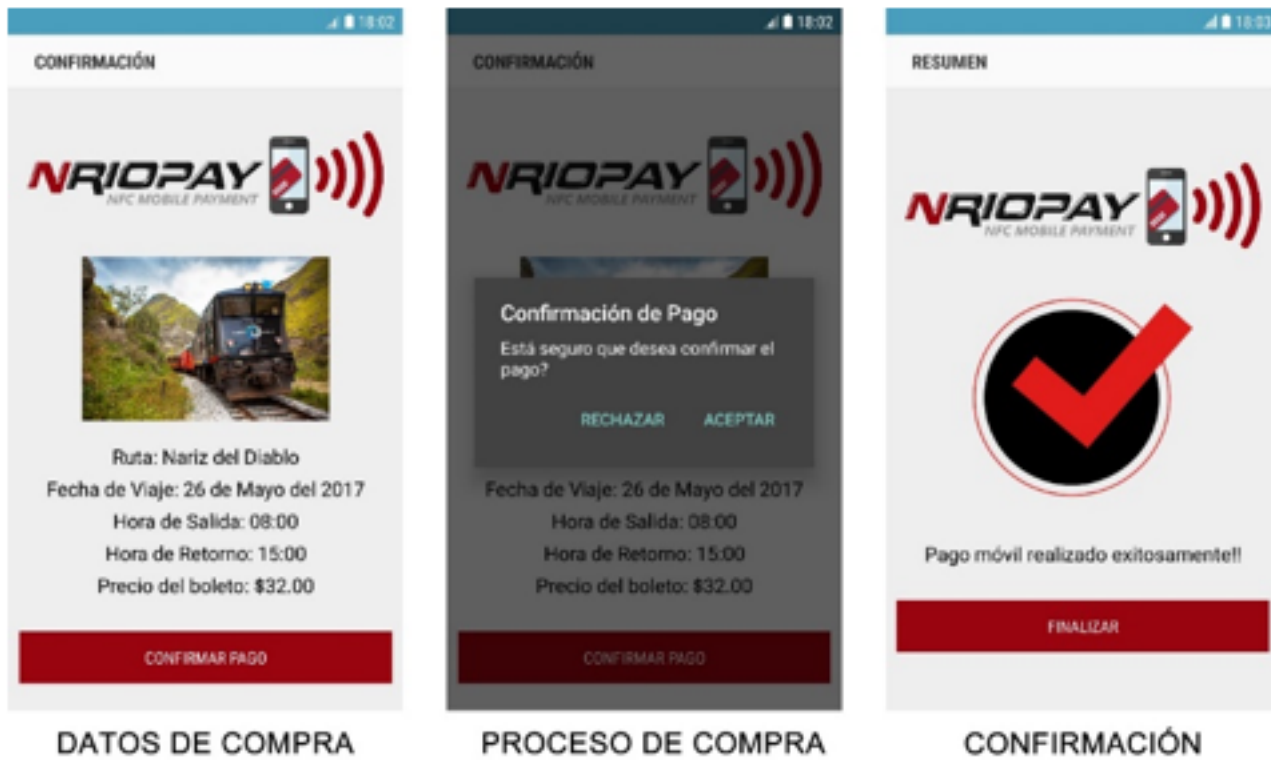 18:02
CONFIRMACIÓN
NRIOPAY
NFC MOBILE PAYMENT
Ruta: Nariz del Diablo
Fecha de Viaje: 26 de Mayo del 2017
Hora de Salida: 08:00
Hora de Retorno: 15:00
Precio del boleto: $32.00
CONFIRMAR PAGO
DATOS DE COMPRA
18:02
CONFIRMACIÓN
NRIOPAY
NFC MOBILE PAYMENT
Confirmación de Pago
Está seguro que desea confirmar el
pago?
RECHAZAR ACEPTAR
Fecha de Viaje: 26 de Mayo del 2017
Hora de Salida: 08:00
Hora de Retorno: 15:00
Precio del boleto: $32.00
CONFIRMAR PAGO
PROCESO DE COMPRA
18:03
RESUMEN
NRIOPAY
NFC MOBILE PAYMENT
Pago móvil realizado exitosamente!!
FINALIZAR
CONFIRMACIÓN